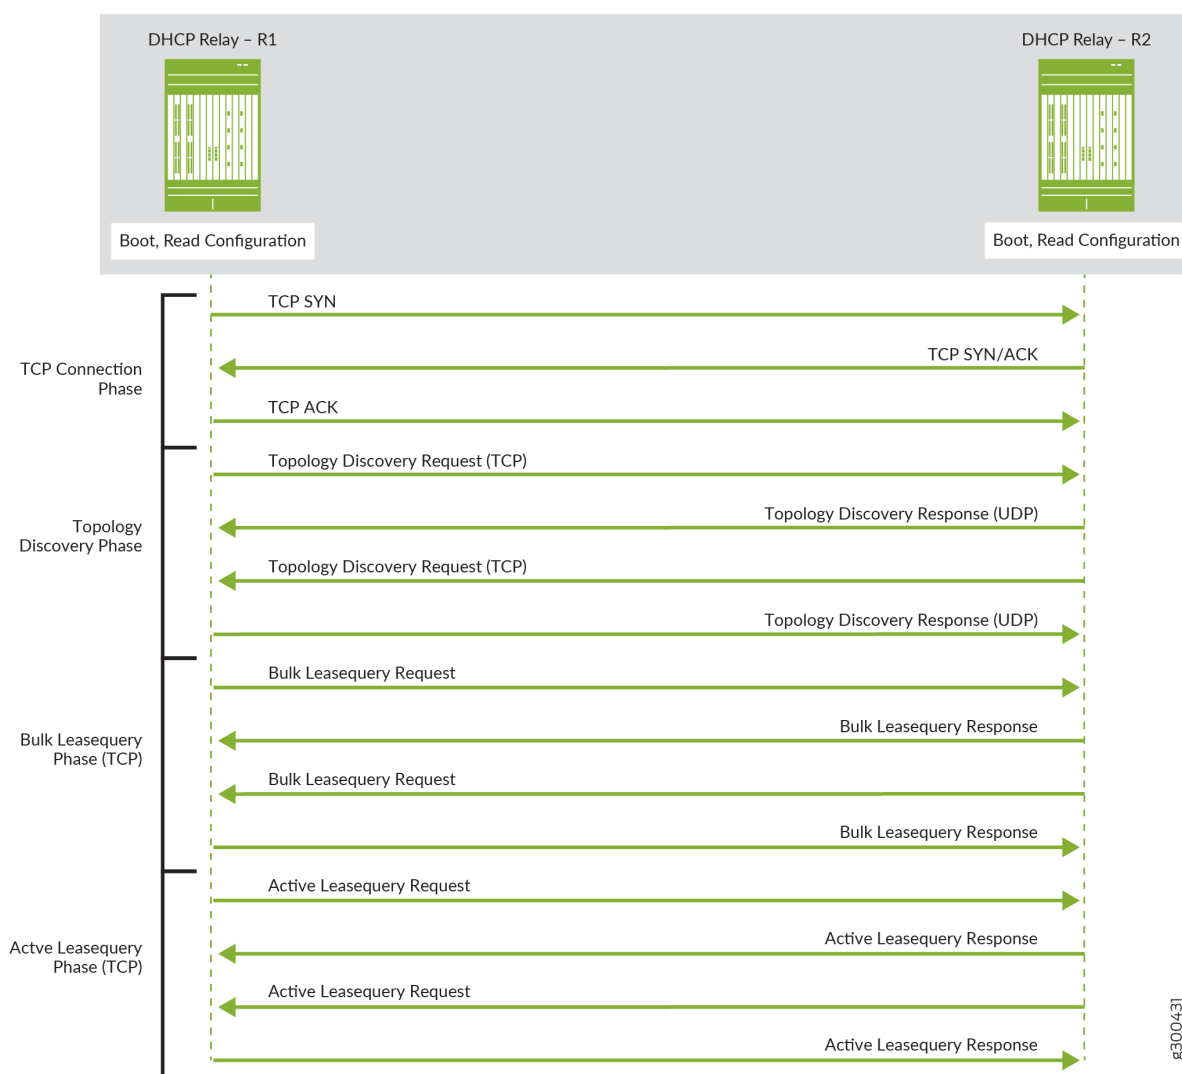 DHCP Relay – R1
DHCP Relay – R2
Boot, Read Configuration
Boot, Read Configuration
TCP SYN
TCP SYN/ACK
TCP Connection
Phase
TCP ACK
Topology Discovery Request (TCP)
Topology Discovery Response (UDP)
Topology
Discovery Phase
Topology Discovery Request (TCP)
Topology Discovery Response (UDP)
Bulk Leasequery Request
Bulk Leasequery Response
Bulk Leasequery
Phase (TCP)
Bulk Leasequery Request
Bulk Leasequery Response
Active Leasequery Request
Active Leasequery Response
Actve Leasequery
Phase (TCP)
Active Leasequery Request
Active Leasequery Response
g300431